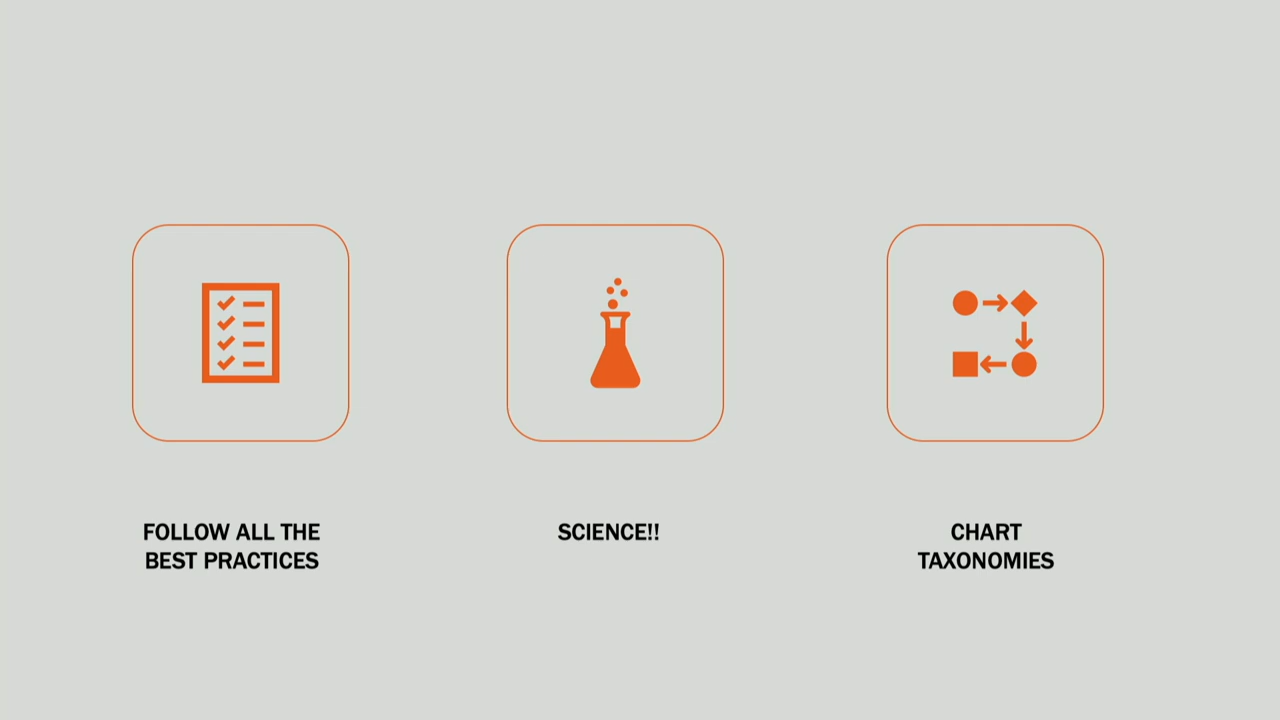 FOLLOW ALL THE
BEST PRACTICES
SCIENCE!!
CHART
TAXONOMIES